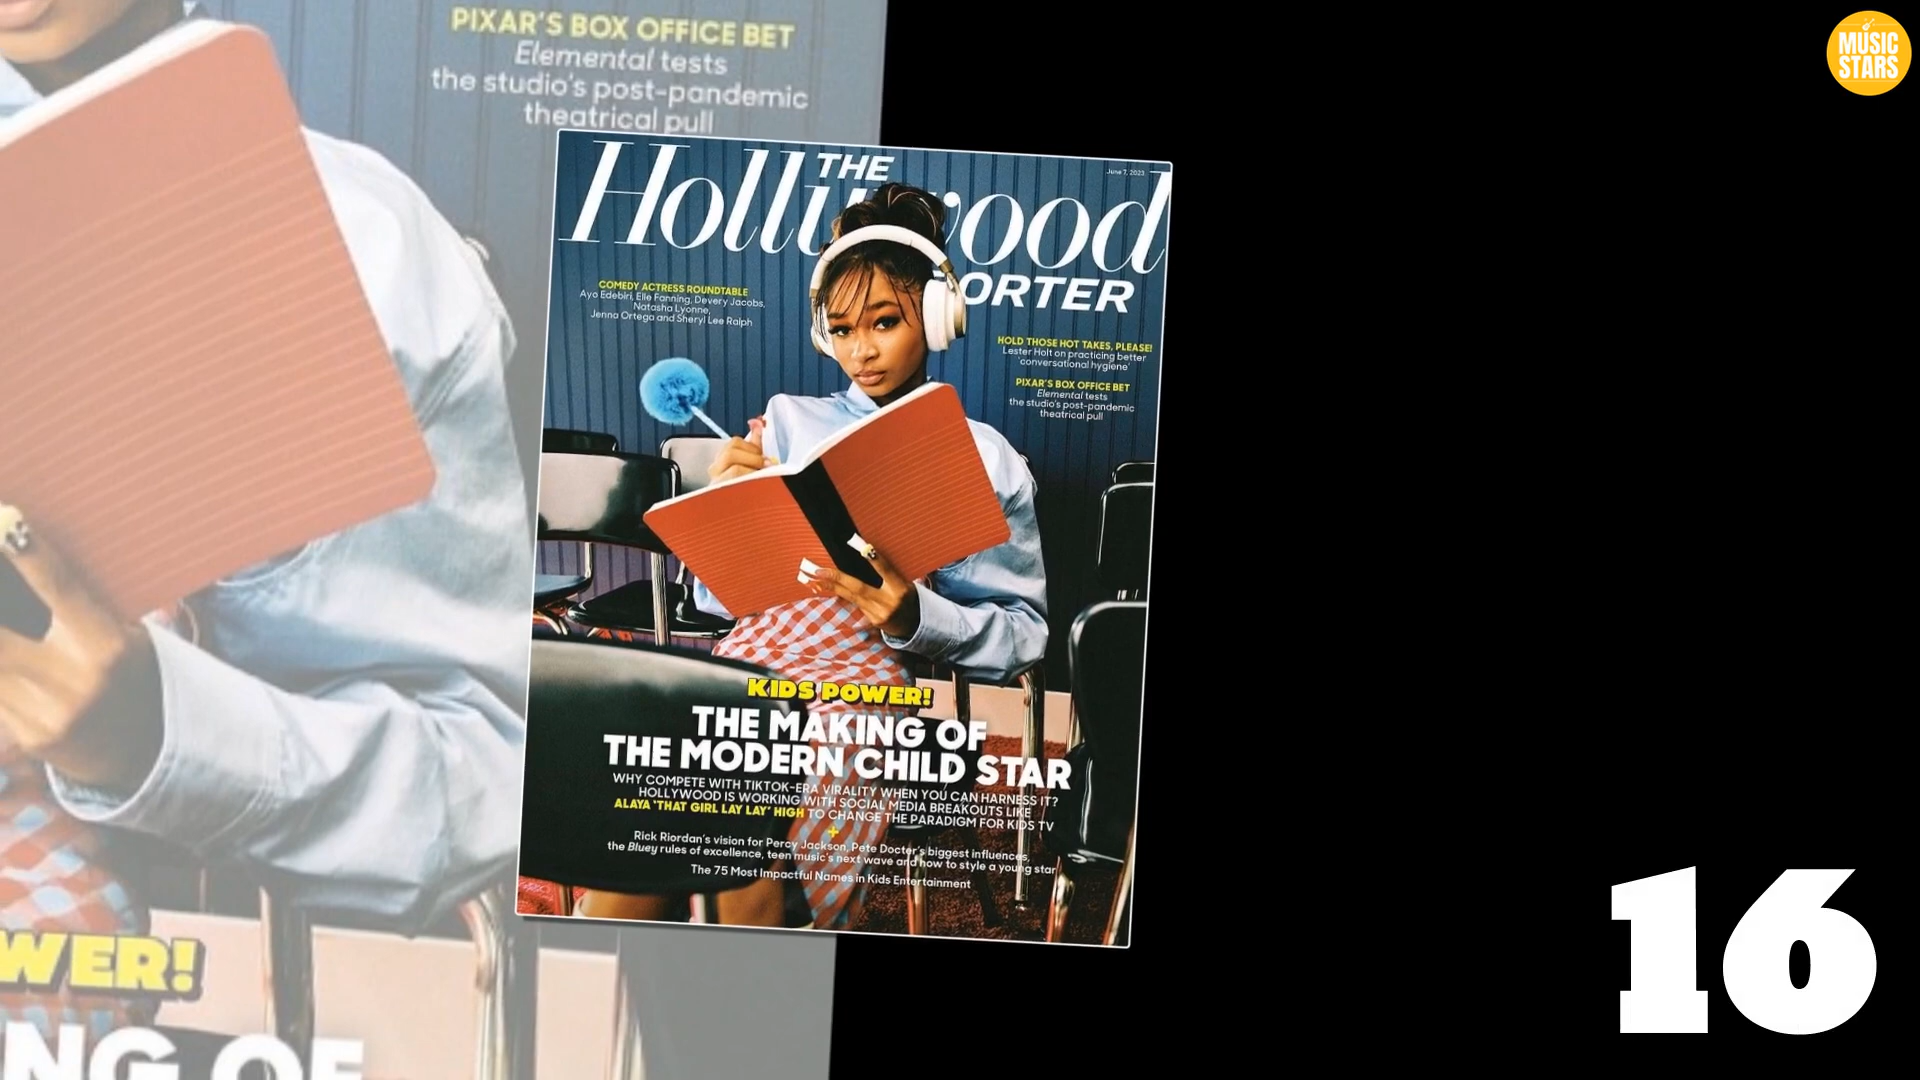 PIXAR'S BOX OFFICE BET
Elemental tests
the studio's post-pandemic
theatrical pull
MUSIC
STARS
THE
Hollywood
ORTER
June 7, 2023
COMEDY ACTRESS ROUNDTABLE
Ayo Edebiri, Elle Fanning, Devery Jacobs,
Natasha Lyonne,
Jenna Ortega and Sheryl Lee Ralph
HOLD THOSE HOT TAKES, PLEASE!
Lester Holt on practicing better
'conversational hygiene'
PIXAR'S BOX OFFICE BET
Elemental tests
the studio's post-pandemic
theatrical pull
KIDS POWER!
THE MAKING OF
THE MODERN CHILD STAR
WHY COMPETE WITH TIKTOK-ERA VIRALITY WHEN YOU CAN HARNESS IT?
HOLLYWOOD IS WORKING WITH SOCIAL MEDIA BREAKOUTS LIKE
ALAYA 'THAT GIRL LAY LAY' HIGH TO CHANGE THE PARADIGM FOR KIDS TV
+
Rick Riordan's vision for Percy Jackson, Pete Docter's biggest influences,
the Bluey rules of excellence, teen music's next wave and how to style a young star
The 75 Most Impactful Names in Kids Entertainment
WER!
NG OF
16